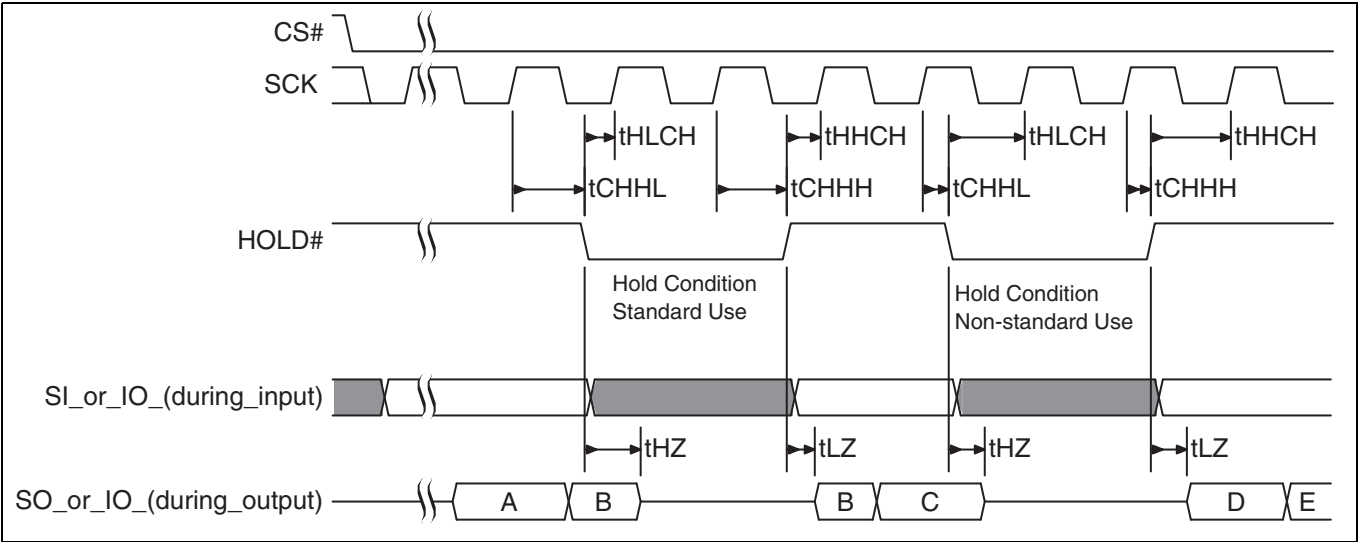 CS#
SCK
tHLCH
tHHCH
tHLCH
tHHCH
tCHHL
tCHHH
tCHHL
tCHHH
HOLD#
Hold Condition
Standard Use
Hold Condition
Non-standard Use
SI_or_IO_(during_input)
tHZ
tLZ
tHZ
tLZ
SO_or_IO_(during_output)
A
B
B
C
D
E